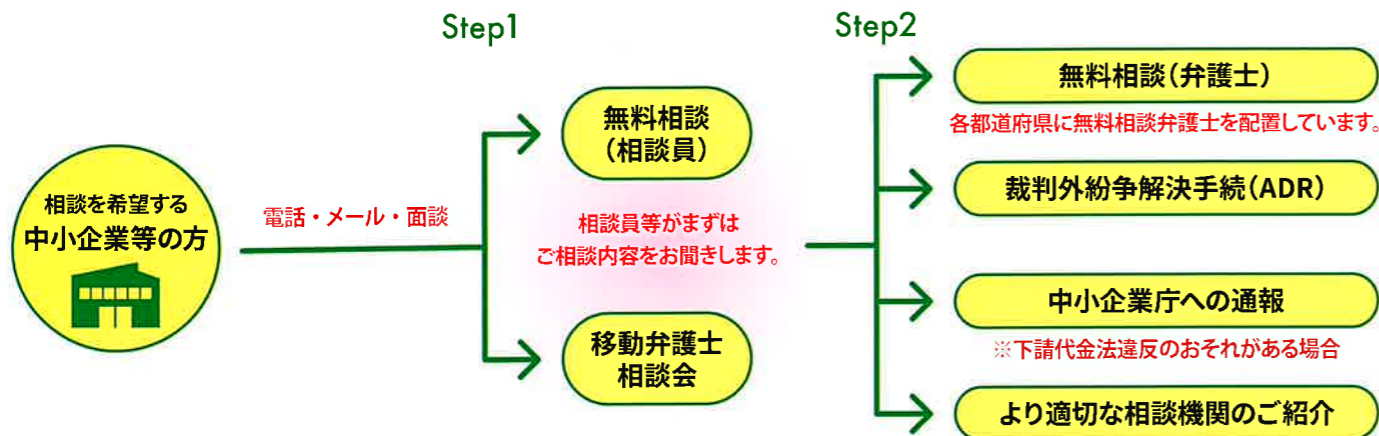 Step1
Step2
相談を希望する
中小企業等の方
電話・メール・面談
無料相談
（相談員）
相談員等がまずは
ご相談内容をお聞きします。
移動弁護士
相談会
無料相談（弁護士）
各都道府県に無料相談弁護士を配置しています。
裁判外紛争解決手続（ADR）
中小企業庁への通報
※下請代金法違反のおそれがある場合
より適切な相談機関のご紹介